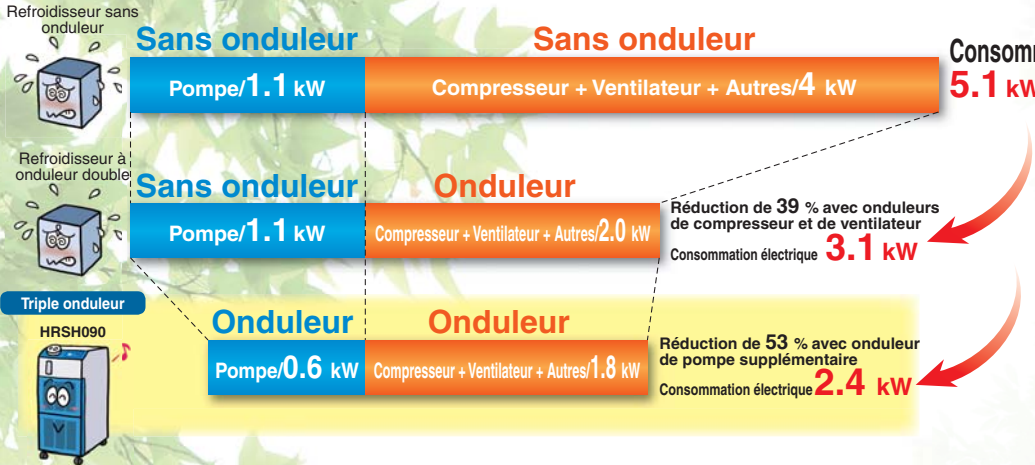 Refroidisseur sans
onduleur
Sans onduleur
Sans onduleur
Pompe/1.1 kW
Compresseur + Ventilateur + Autres/4 kW
5.1 kW
Refroidisseur à
onduleur double
Sans onduleur
Onduleur
Pompe/1.1 kW
Compresseur + Ventilateur + Autres/2.0 kW
Réduction de 39 % avec onduleurs
de compresseur et de ventilateur
Consommation électrique 3.1 kW
Triple onduleur
HRSH090
Onduleur
Onduleur
Pompe/0.6 kW
Compresseur + Ventilateur + Autres/1.8 kW
Réduction de 53 % avec onduleur
de pompe supplémentaire
Consommation électrique 2.4 kW